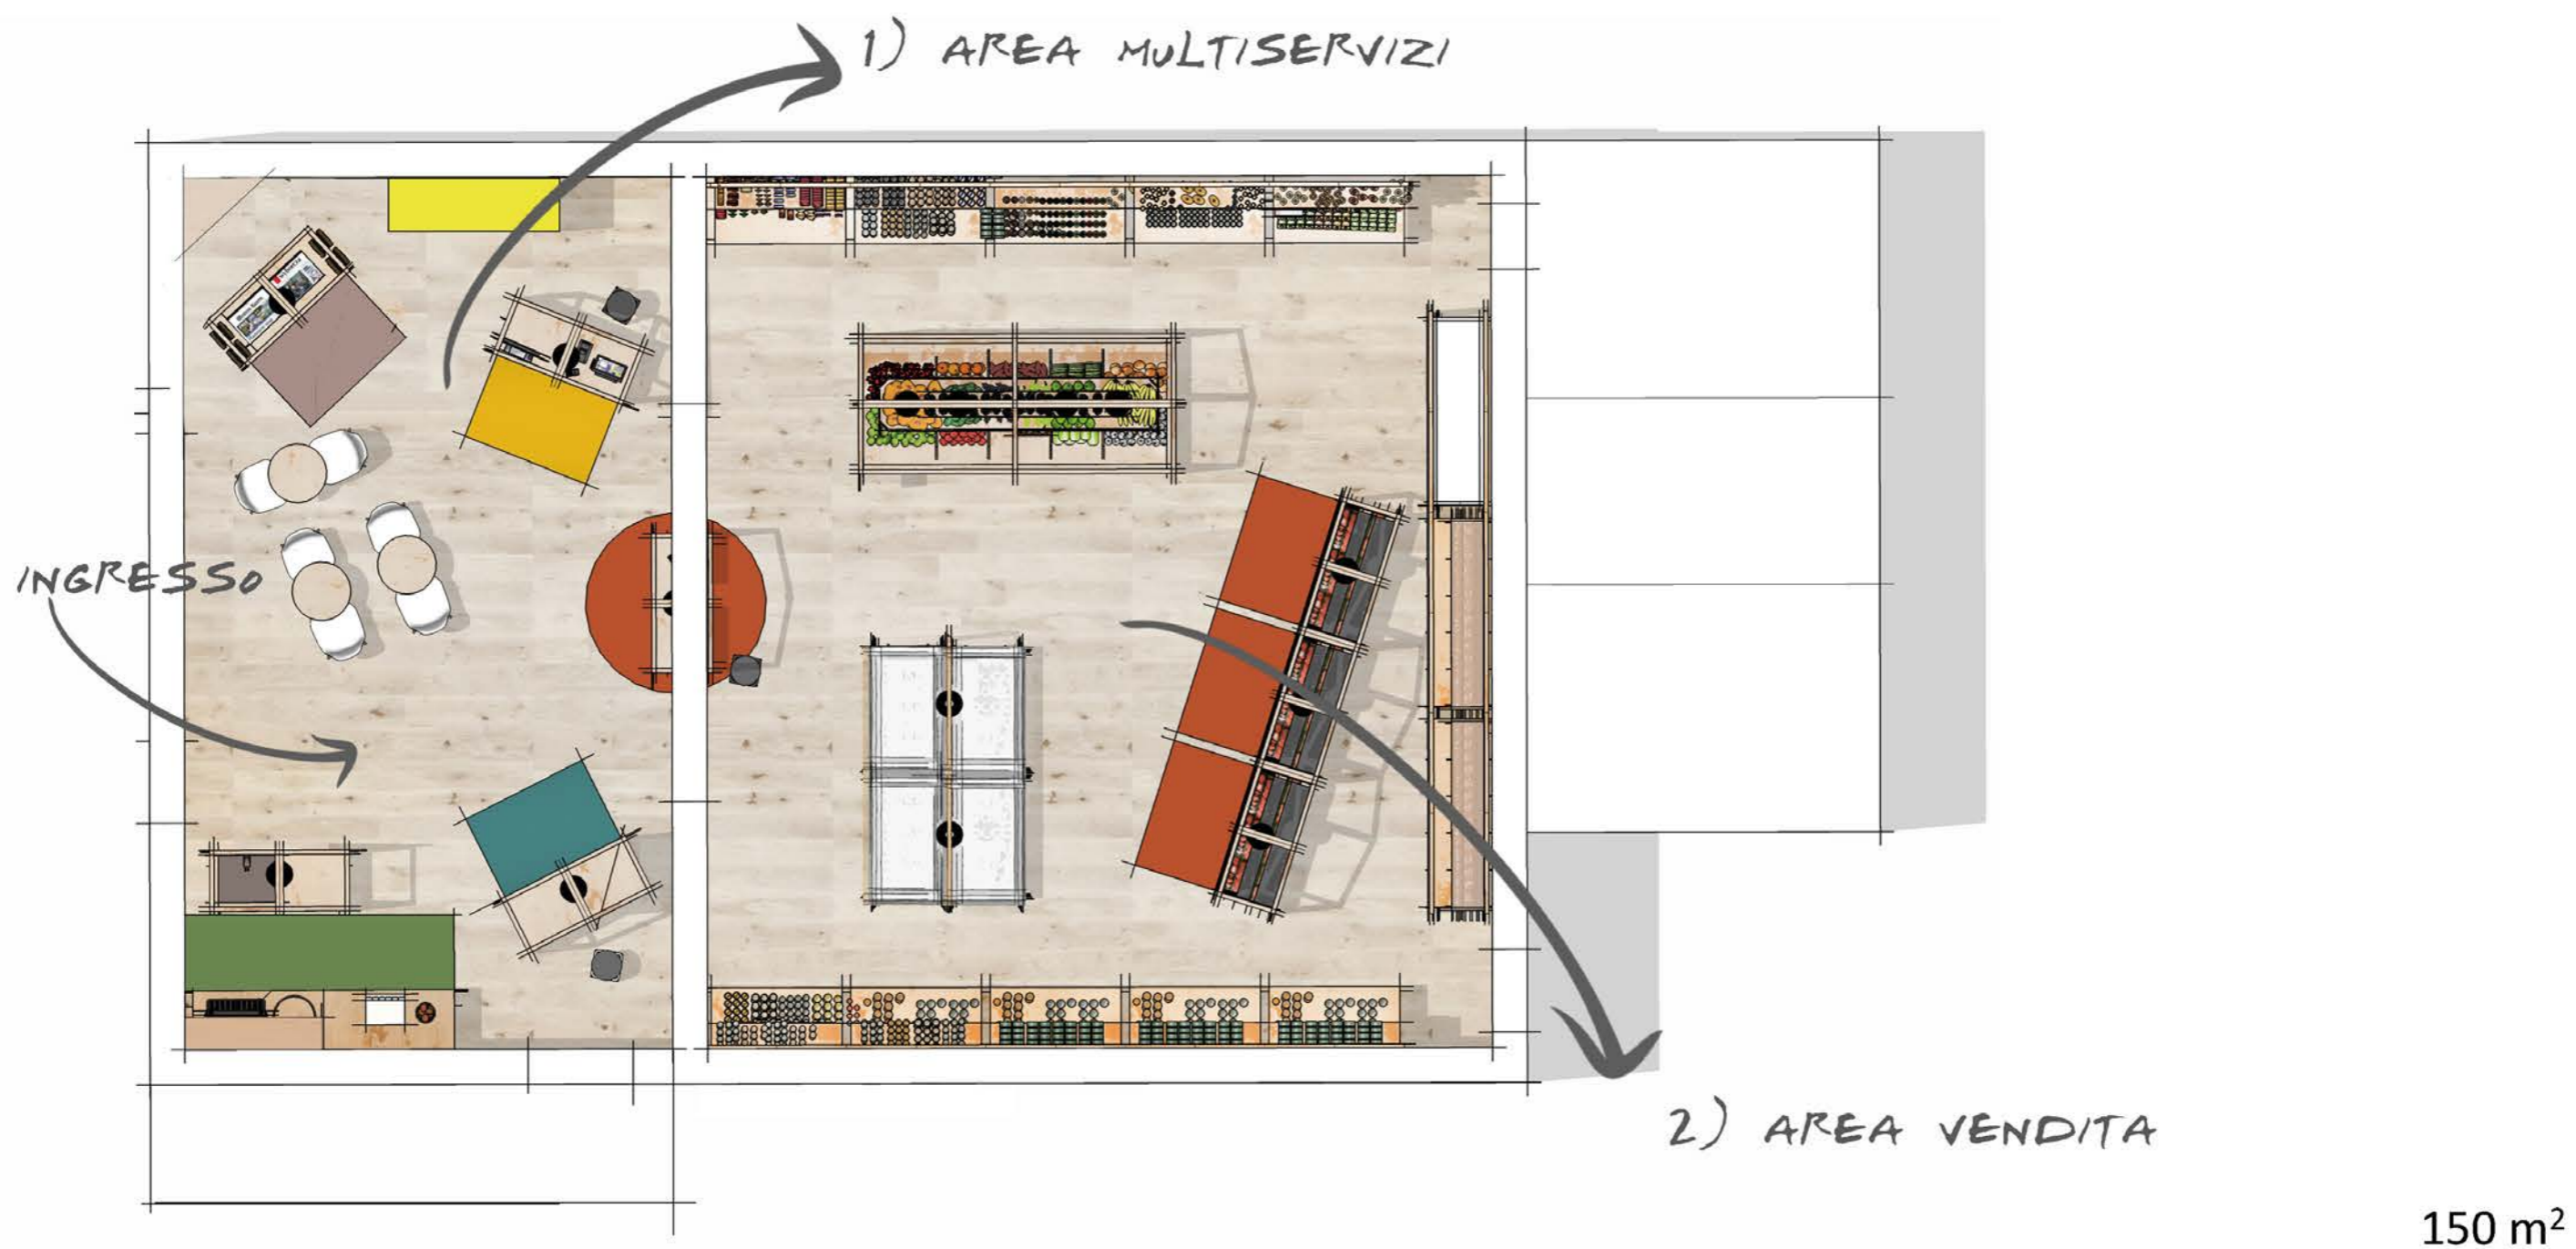 1) AREA MULTISERVIZI
INGRESSO
2) AREA VENDITA
150 m²